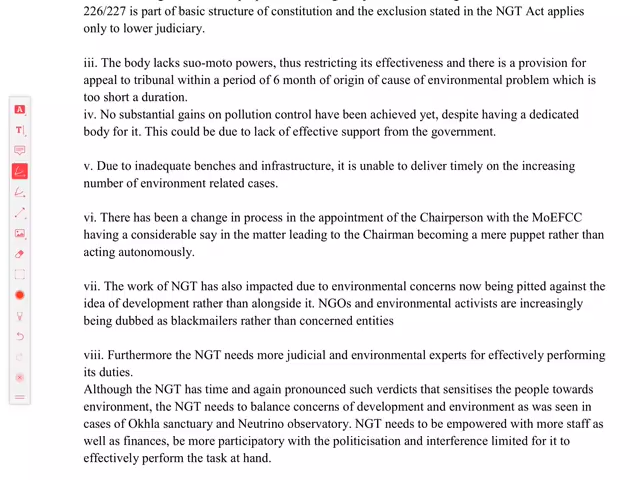 226/227 is part of basic structure of constitution and the exclusion stated in the NGT Act applies
only to lower judiciary.
iii. The body lacks suo-moto powers, thus restricting its effectiveness and there is a provision for
appeal to tribunal within a period of 6 month of origin of cause of environmental problem which is
too short a duration.
iv. No substantial gains on pollution control have been achieved yet, despite having a dedicated
body for it. This could be due to lack of effective support from the government.
v. Due to inadequate benches and infrastructure, it is unable to deliver timely on the increasing
number of environment related cases.
vi. There has been a change in process in the appointment of the Chairperson with the MoEFCC
having a considerable say in the matter leading to the Chairman becoming a mere puppet rather than
acting autonomously.
vii. The work of NGT has also impacted due to environmental concerns now being pitted against the
idea of development rather than alongside it. NGOs and environmental activists are increasingly
being dubbed as blackmailers rather than concerned entities
viii. Furthermore the NGT needs more judicial and environmental experts for effectively performing
its duties.
Although the NGT has time and again pronounced such verdicts that sensitises the people towards
environment, the NGT needs to balance concerns of development and environment as was seen in
cases of Okhla sanctuary and Neutrino observatory. NGT needs to be empowered with more staff as
well as finances, be more participatory with the politicisation and interference limited for it to
effectively perform the task at hand.